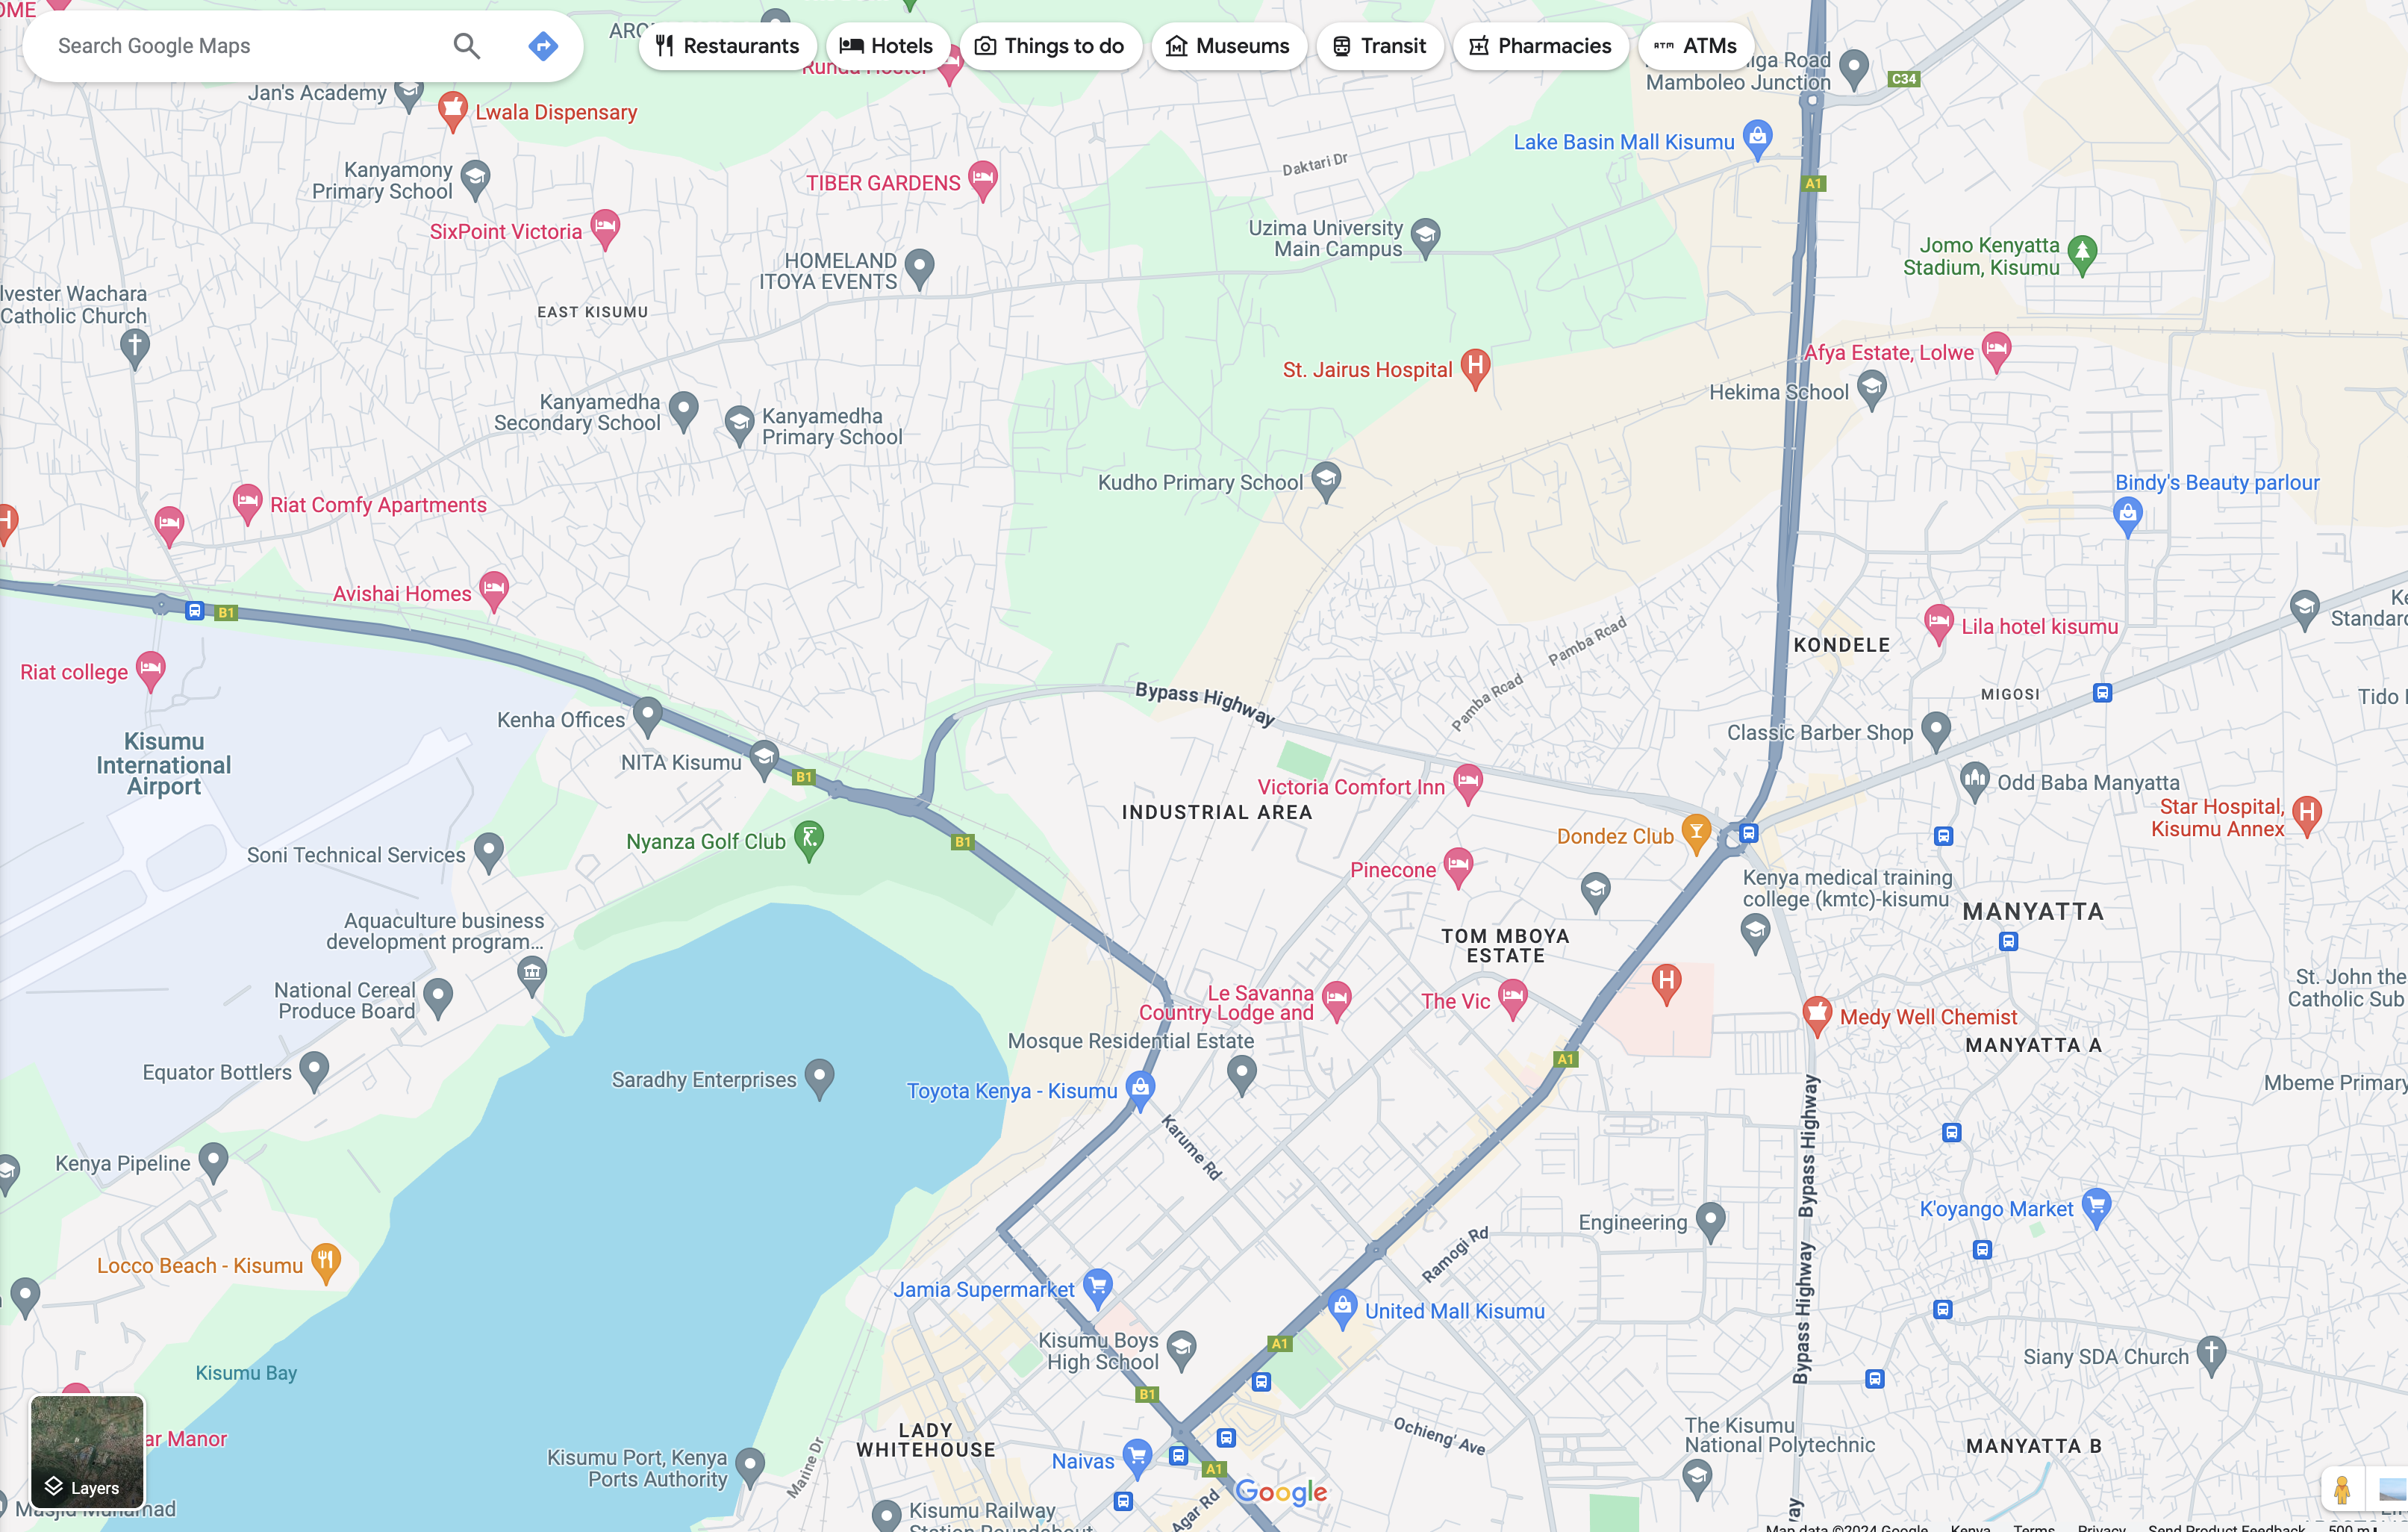 OME
Search Google Maps
Restaurants
Hotels
Things to do
Museums
Transit
Pharmacies
ATM
ATMs
Jan's Academy
Lwala Dispensary
Mamboleo Junction
Road
C34
Lake Basin Mall Kisumu
Daktari Dr
Kanyamony
Primary School
TIBER GARDENS
A1
SixPoint Victoria
Uzima University
Main Campus
Jomo Kenyatta
Stadium, Kisumu
HOMELAND
ITOYA EVENTS
lvester Wachara
Catholic Church
EAST KISUMU
St. Jairus Hospital
Afya Estate, Lolwe
Hekima School
Kanyamedha
Secondary School
Kanyamedha
Primary School
Kudho Primary School
Bindy's Beauty parlour
Riat Comfy Apartments
Avishai Homes
B1
Pamba Road
KONDELE
Lila hotel kisumu
Standard
Riat college
Pamba Road
Bypass Highway
MIGOSI
Tido
Kenha Offices
Classic Barber Shop
Kisumu
International
Airport
NITA Kisumu
B1
Victoria Comfort Inn
Odd Baba Manyatta
INDUSTRIAL AREA
Star Hospital,
Kisumu Annex
Nyanza Golf Club
B1
Dondez Club
Soni Technical Services
Pinecone
Kenya medical training
college (kmtc)-kisumu
MANYATTA
Aquaculture business
development program...
TOM MBOYA
ESTATE
National Cereal
Produce Board
Le Savanna
Country Lodge and
The Vic
St. John the
Catholic Sub
Medy Well Chemist
Mosque Residential Estate
MANYATTA A
A1
Equator Bottlers
Saradhy Enterprises
Toyota Kenya - Kisumu
Mbeme Primary
Karume Rd
Bypass Highway
Kenya Pipeline
K'oyango Market
Engineering
Ramogi Rd
Locco Beach - Kisumu
Jamia Supermarket
United Mall Kisumu
Bypass Highway
Kisumu Boys
High School
A1
Siany SDA Church
Kisumu Bay
B1
ar Manor
LADY
WHITEHOUSE
Ochieng' Ave
The Kisumu
National Polytechnic
MANYATTA B
Kisumu Port, Kenya
Ports Authority
Marine Dr
Naivas
A1
Layers
Google
Agar Rd
Kisumu Railway
Station Roundabout
way
Map data ©2024 Google
Kenya
Terms
Privacy
Send Product Feedback
500 m